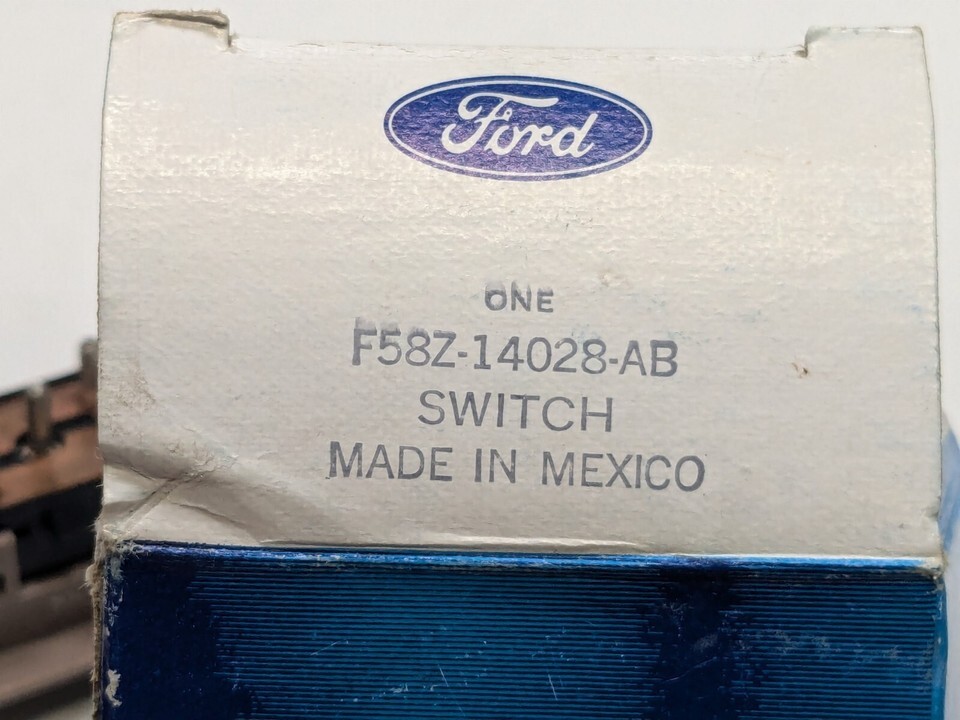 Ford
ONE
F58Z-14028-AB
SWITCH
MADE IN MEXICO